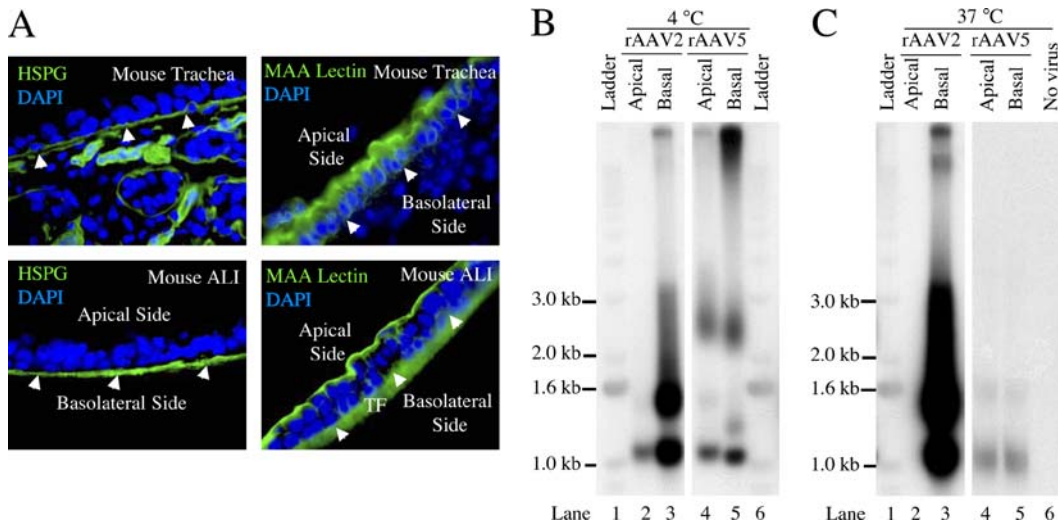 A
HSPG
DAPI
Mouse Trachea
MAA Lectin
DAPI
Mouse Trachea
Apical
Side
Basolateral
Side
HSPG
DAPI
Mouse ALI
Apical Side
Basolateral Side
MAA Lectin
DAPI
Mouse ALI
Apical
Side
TF
Basolateral
Side
B
4 °C
rAAV2 rAAV5
Ladder Apical Basal Apical Basal Ladder
3.0 kb
2.0 kb
1.6 kb
1.0 kb
Lane 1 2 3 4 5 6
C
37 °C
rAAV2 rAAV5
Ladder Apical Basal Apical Basal No virus
3.0 kb
2.0 kb
1.6 kb
1.0 kb
Lane 1 2 3 4 5 6